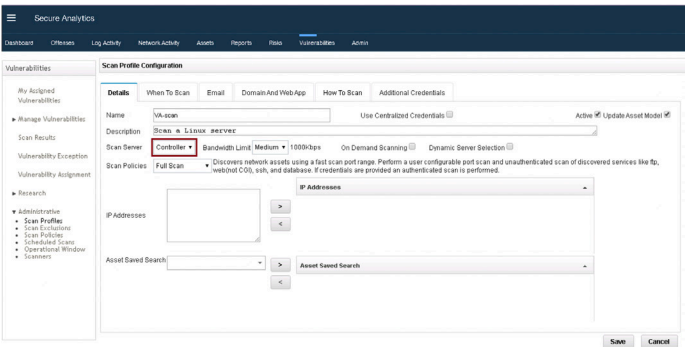 Secure Analytics
Dashboard Offenses Log Activity Network Activity Assets Reports Risks Vulnerabilities Admin
Vulnerabilities
My Assigned
Vulnerabilities
Manage Vulnerabilities
Scan Results
Vulnerability Exception
Vulnerability Assignment
Research
Administrative
Scan Profiles
Scan Exclusions
Scan Policies
Scheduled Scans
Operational Window
Scanners
Scan Profile Configuration
Details When To Scan Email Domain And Web App How To Scan Additional Credentials
Name VA-scan Use Centralized Credentials Active Update Asset Model
Description Scan a Linux server
Scan Server Controller Bandwidth Limit Medium 1000Kbps On Demand Scanning Dynamic Server Selection
Scan Policies Full Scan Discovers network assets using a fast scan port range. Perform a user configurable port scan and unauthenticated scan of discovered services like ftp,
web(not CGI), ssh, and database. If credentials are provided an authenticated scan is performed.
IP Addresses > < IP Addresses
Asset Saved Search > < Asset Saved Search
Save Cancel